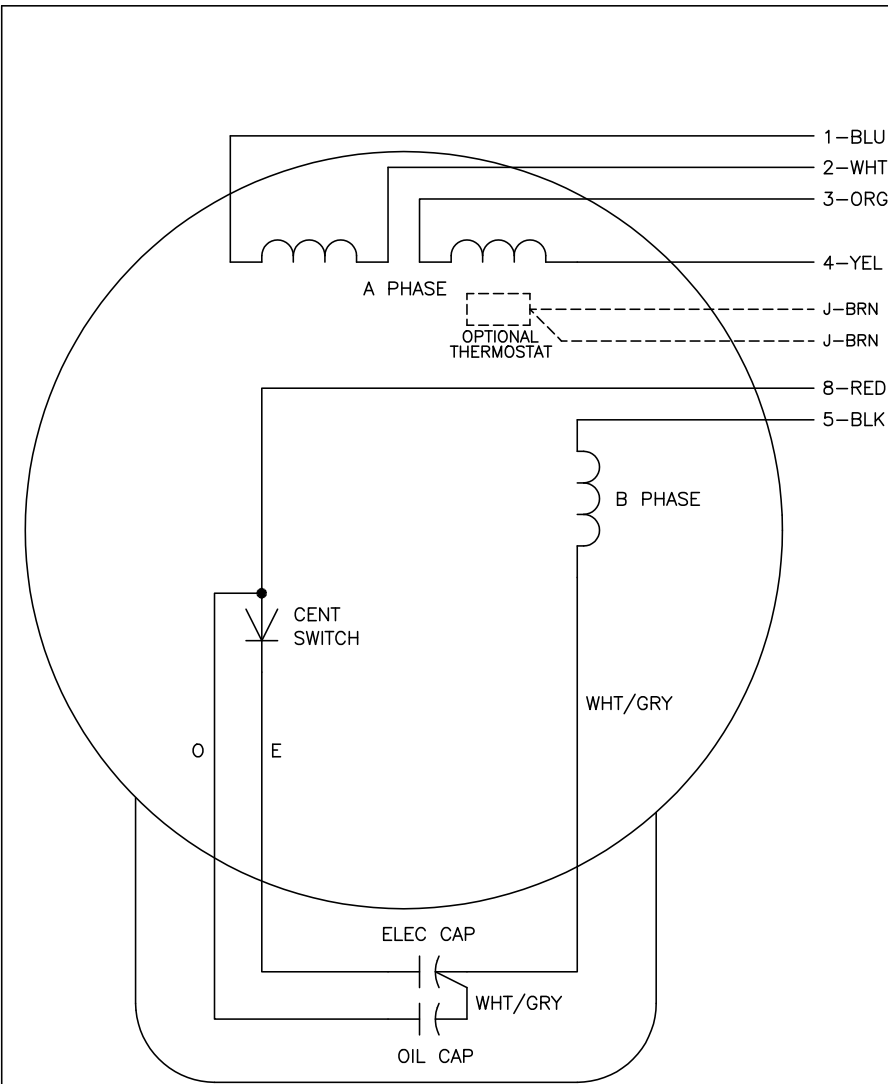 1-BLU
2-WHT
3-ORG
4-YEL
A PHASE
J-BRN
OPTIONAL
THERMOSTAT
J-BRN
8-RED
5-BLK
B PHASE
CENT
SWITCH
WHT/GRY
O
E
ELEC CAP
WHT/GRY
OIL CAP